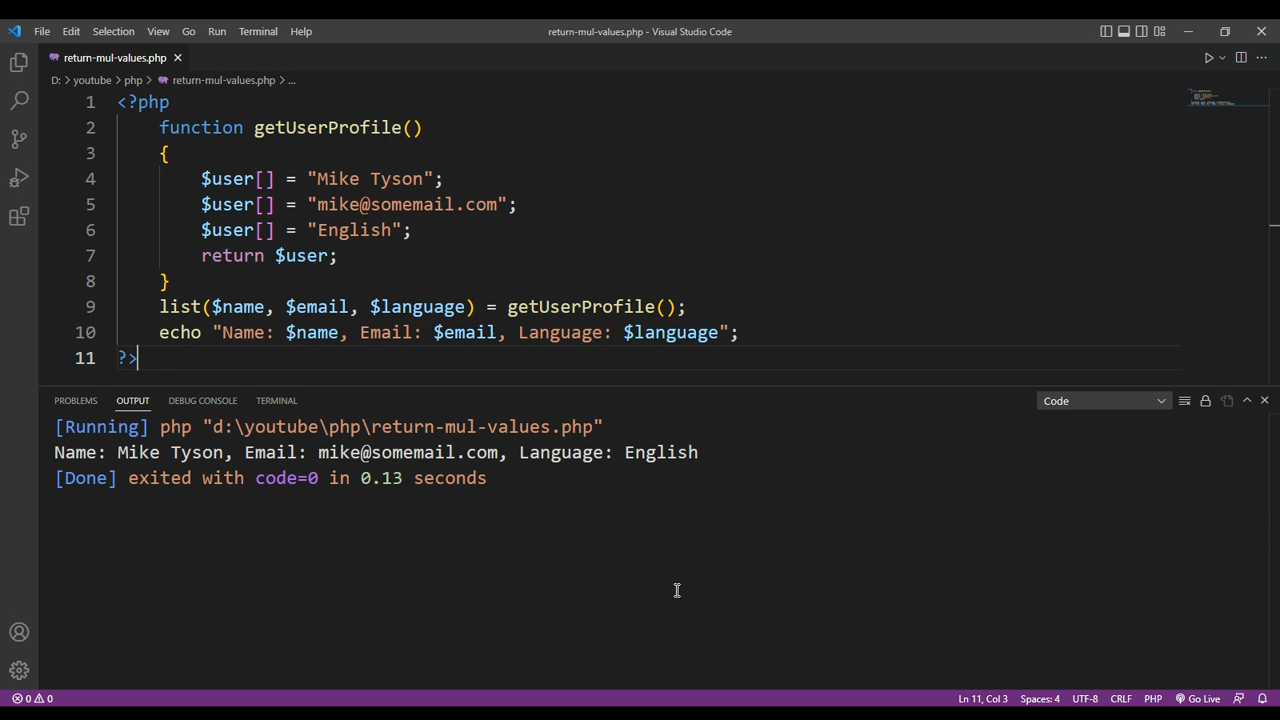 File Edit Selection View Go Run Terminal Help return-mul-values.php - Visual Studio Code
return-mul-values.php
D: > youtube > php > return-mul-values.php > ...
1 <?php
2 function getUserProfile()
3 {
4 $user[] = "Mike Tyson";
5 $user[] = "mike@somemail.com";
6 $user[] = "English";
7 return $user;
8 }
9 list($name, $email, $language) = getUserProfile();
10 echo "Name: $name, Email: $email, Language: $language";
11 ?>
PROBLEMS OUTPUT DEBUG CONSOLE TERMINAL Code
[Running] php "d:\youtube\php\return-mul-values.php"
Name: Mike Tyson, Email: mike@somemail.com, Language: English
[Done] exited with code=0 in 0.13 seconds
0 0 Ln 11, Col 3 Spaces: 4 UTF-8 CRLF PHP Go Live